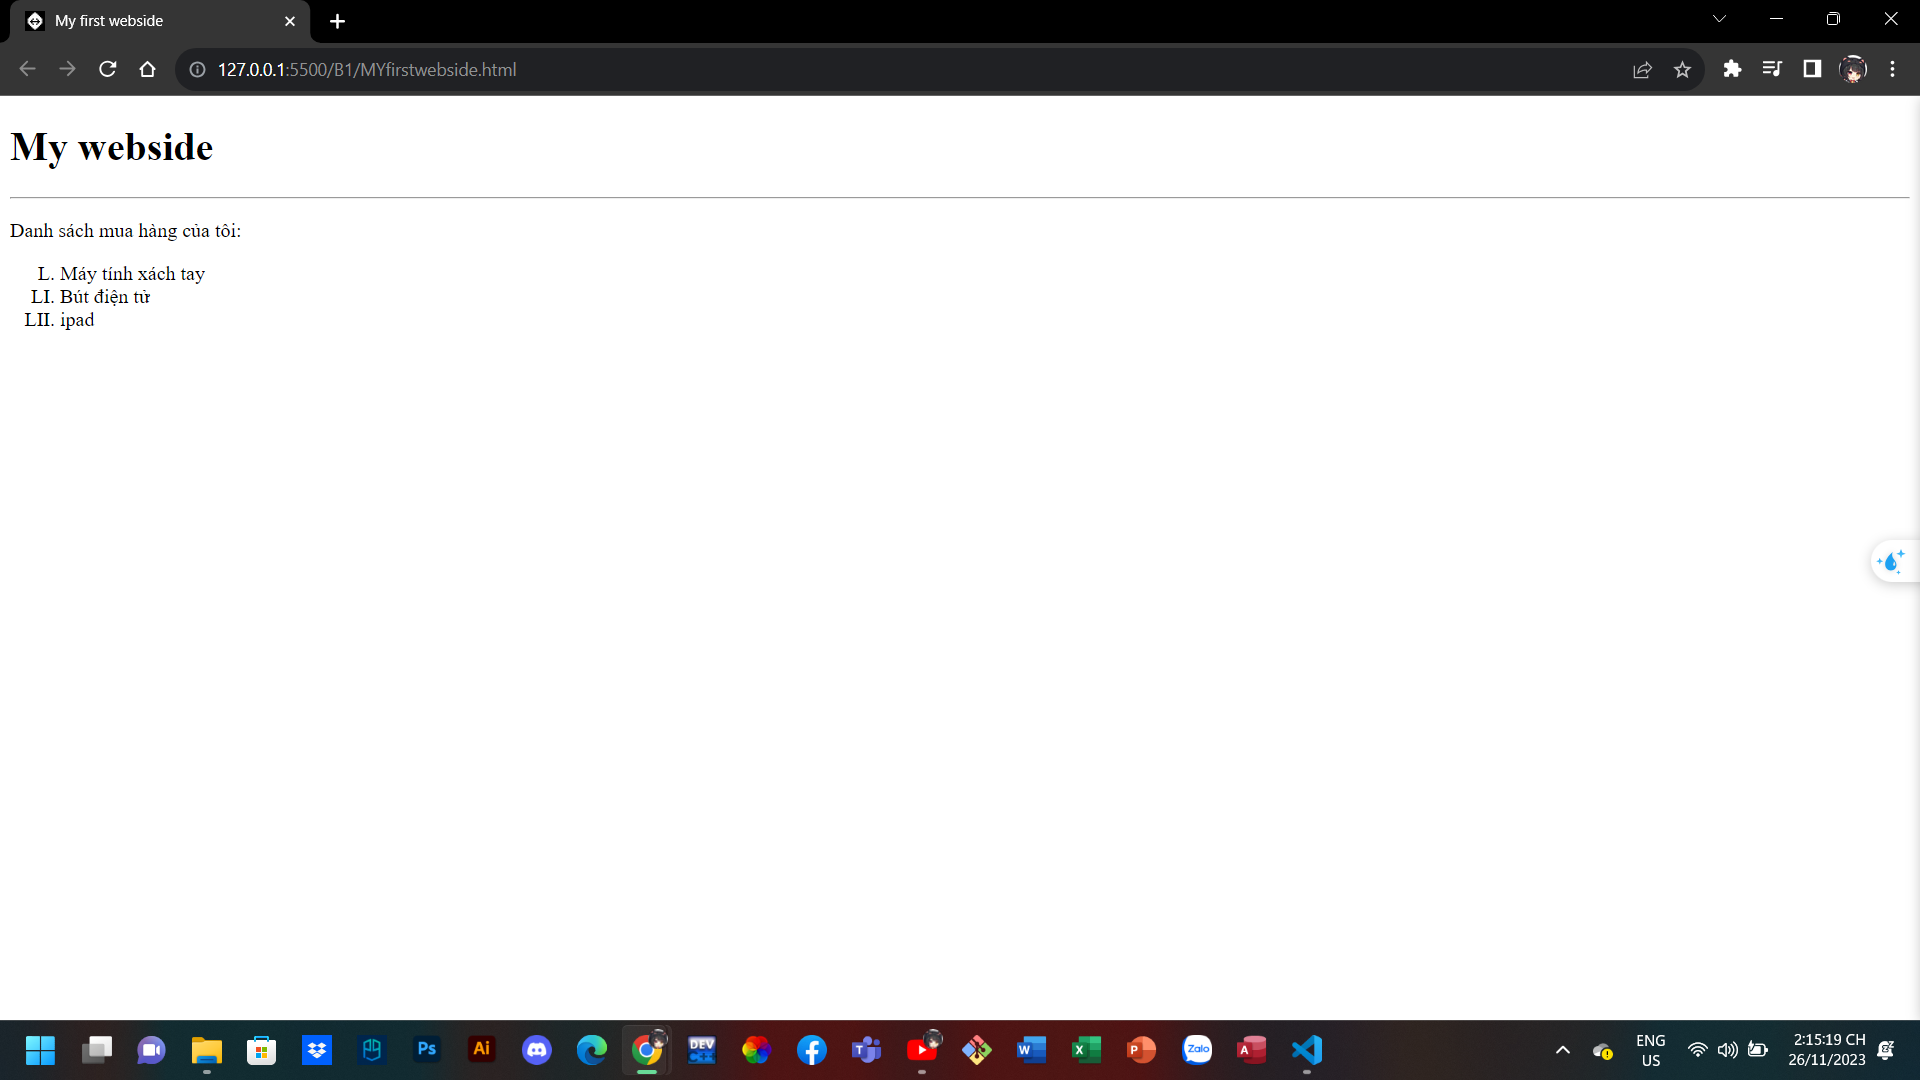 My first webside
127.0.0.1:5500/B1/MYfirstwebside.html
My webside
Danh sách mua hàng của tôi:
L. Máy tính xách tay
LI. Bút điện tử
LII. ipad
Ps
Ai
DEV
C++
T
W
X
P
Zalo
A
ENG
US
2:15:19 CH
26/11/2023